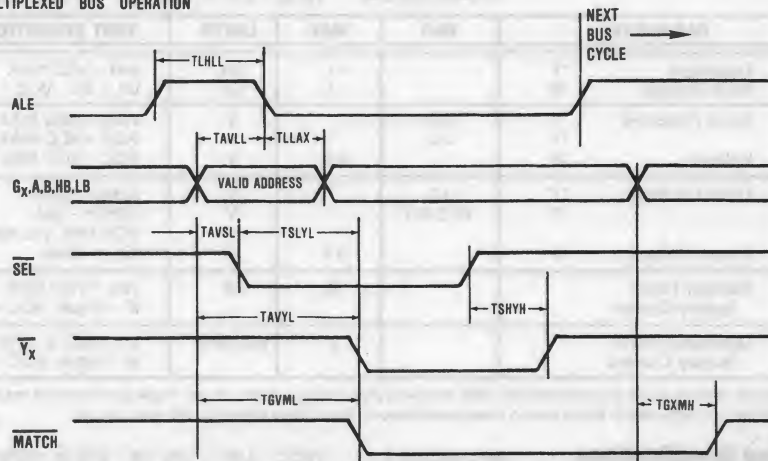 MULTIPLEXED BUS OPERATION
NEXT
BUS
CYCLE
TLHLL
ALE
TAVLL
TLLAX
GX,A,B,HB,LB
VALID ADDRESS
TAVSL
TSLYL
SEL
TSHYH
TAVYL
YX
TGVML
TGXMH
MATCH